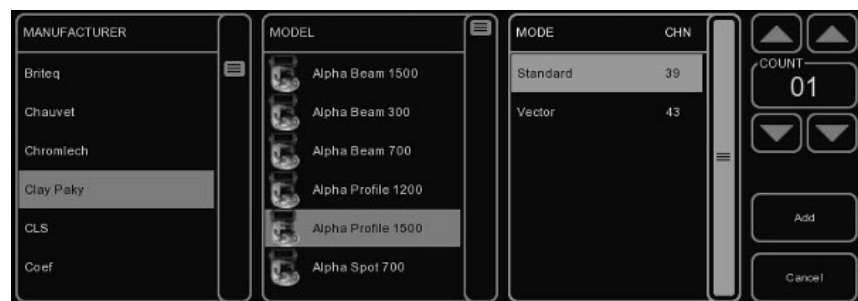 MANUFACTURER
Briteq
Chauvet
Chromlech
Clay Paky
CLS
Coef
MODEL
Alpha Beam 1500
Alpha Beam 300
Alpha Beam 700
Alpha Profile 1200
Alpha Profile 1500
Alpha Spot 700
MODE CHN
Standard 39
Vector 43
COUNT
01
Add
Cancel